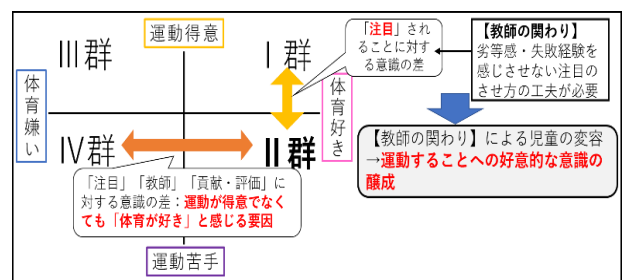 運動得意
Ⅲ群
Ⅰ群
「注目」され
ることに対す
る意識の差
【教師の関わり】
劣等感・失敗経験を
感じさせない注目の
させ方の工夫が必要
体育嫌い
体育好き
Ⅳ群
Ⅱ群
【教師の関わり】による児童の変容
→運動することへの好意的な意識の
醸成
「注目」「教師」「貢献・評価」に
対する意識の差：運動が得意でなく
ても「体育が好き」と感じる要因
運動苦手